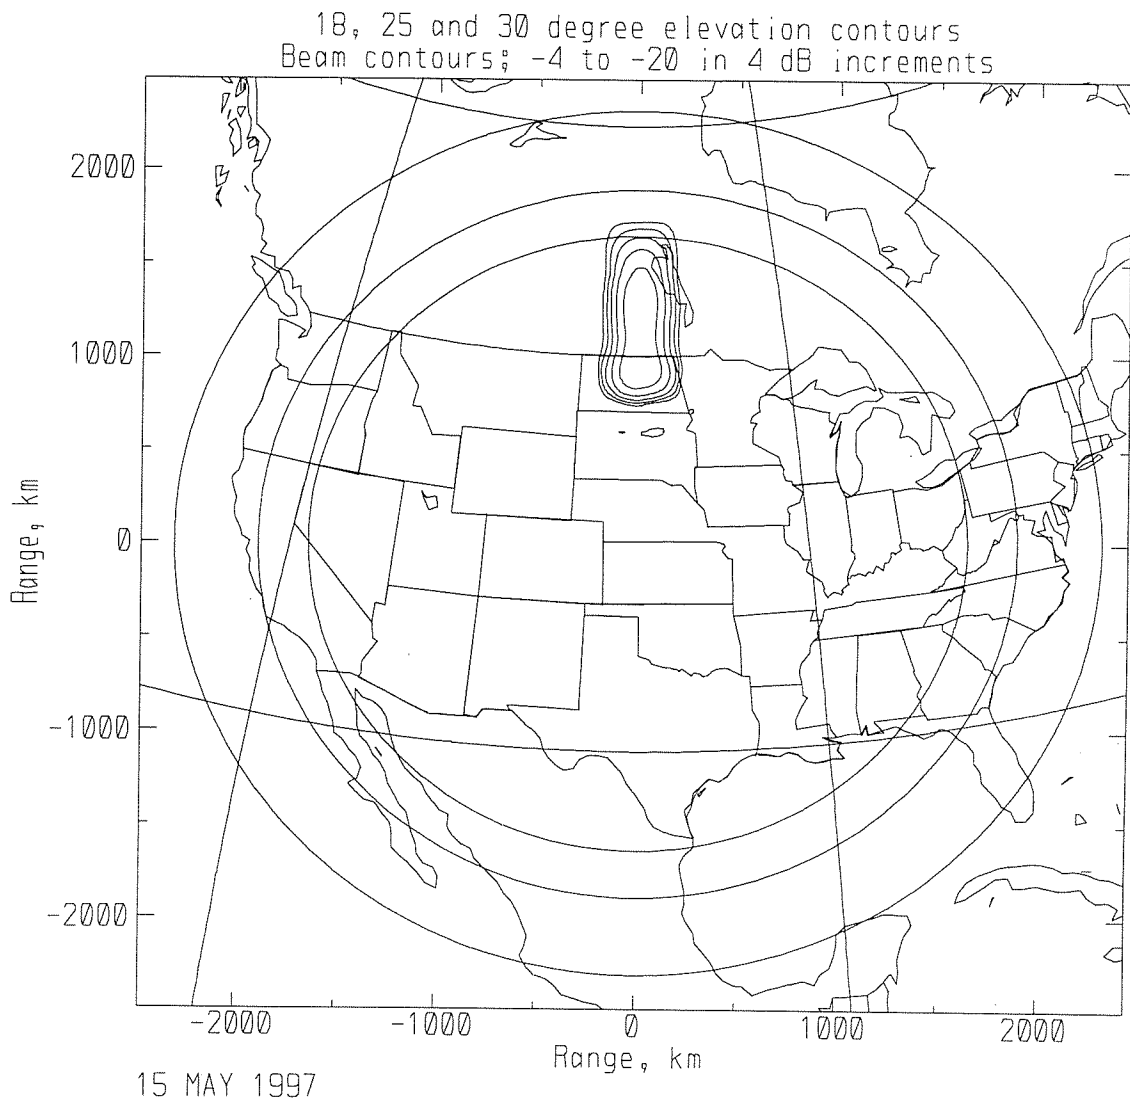 18, 25 and 30 degree elevation contours
Beam contours; -4 to -20 in 4 dB increments
2000
1000
0
-1000
-2000
Range, km
-2000
-1000
0
1000
2000
Range, km
15 MAY 1997